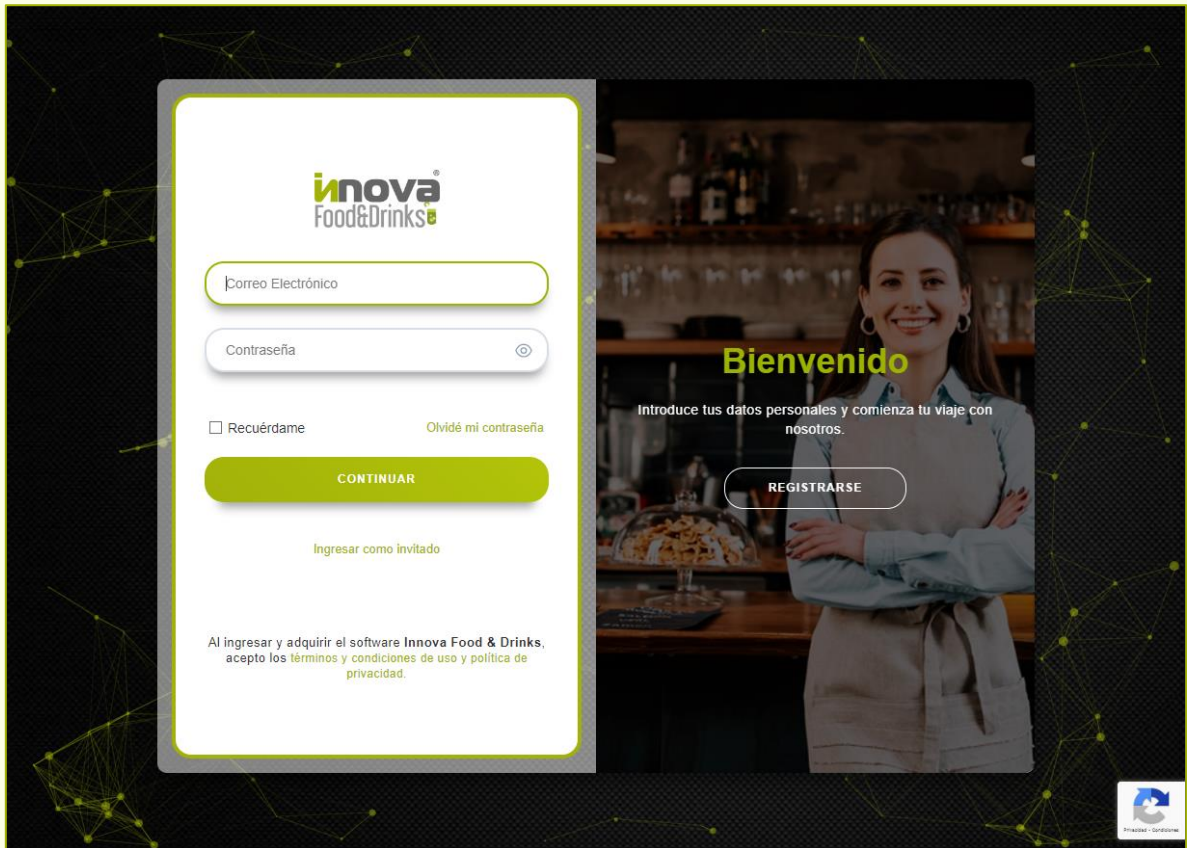 innova®
Food&Drinks
Correo Electrónico
Contraseña
Recuérdame
Olvidé mi contraseña
CONTINUAR
Ingresar como invitado
Al ingresar y adquirir el software Innova Food & Drinks,
acepto los términos y condiciones de uso y política de
privacidad.
Bienvenido
Introduce tus datos personales y comienza tu viaje con
nosotros.
REGISTRARSE
Privacidad - Condiciones